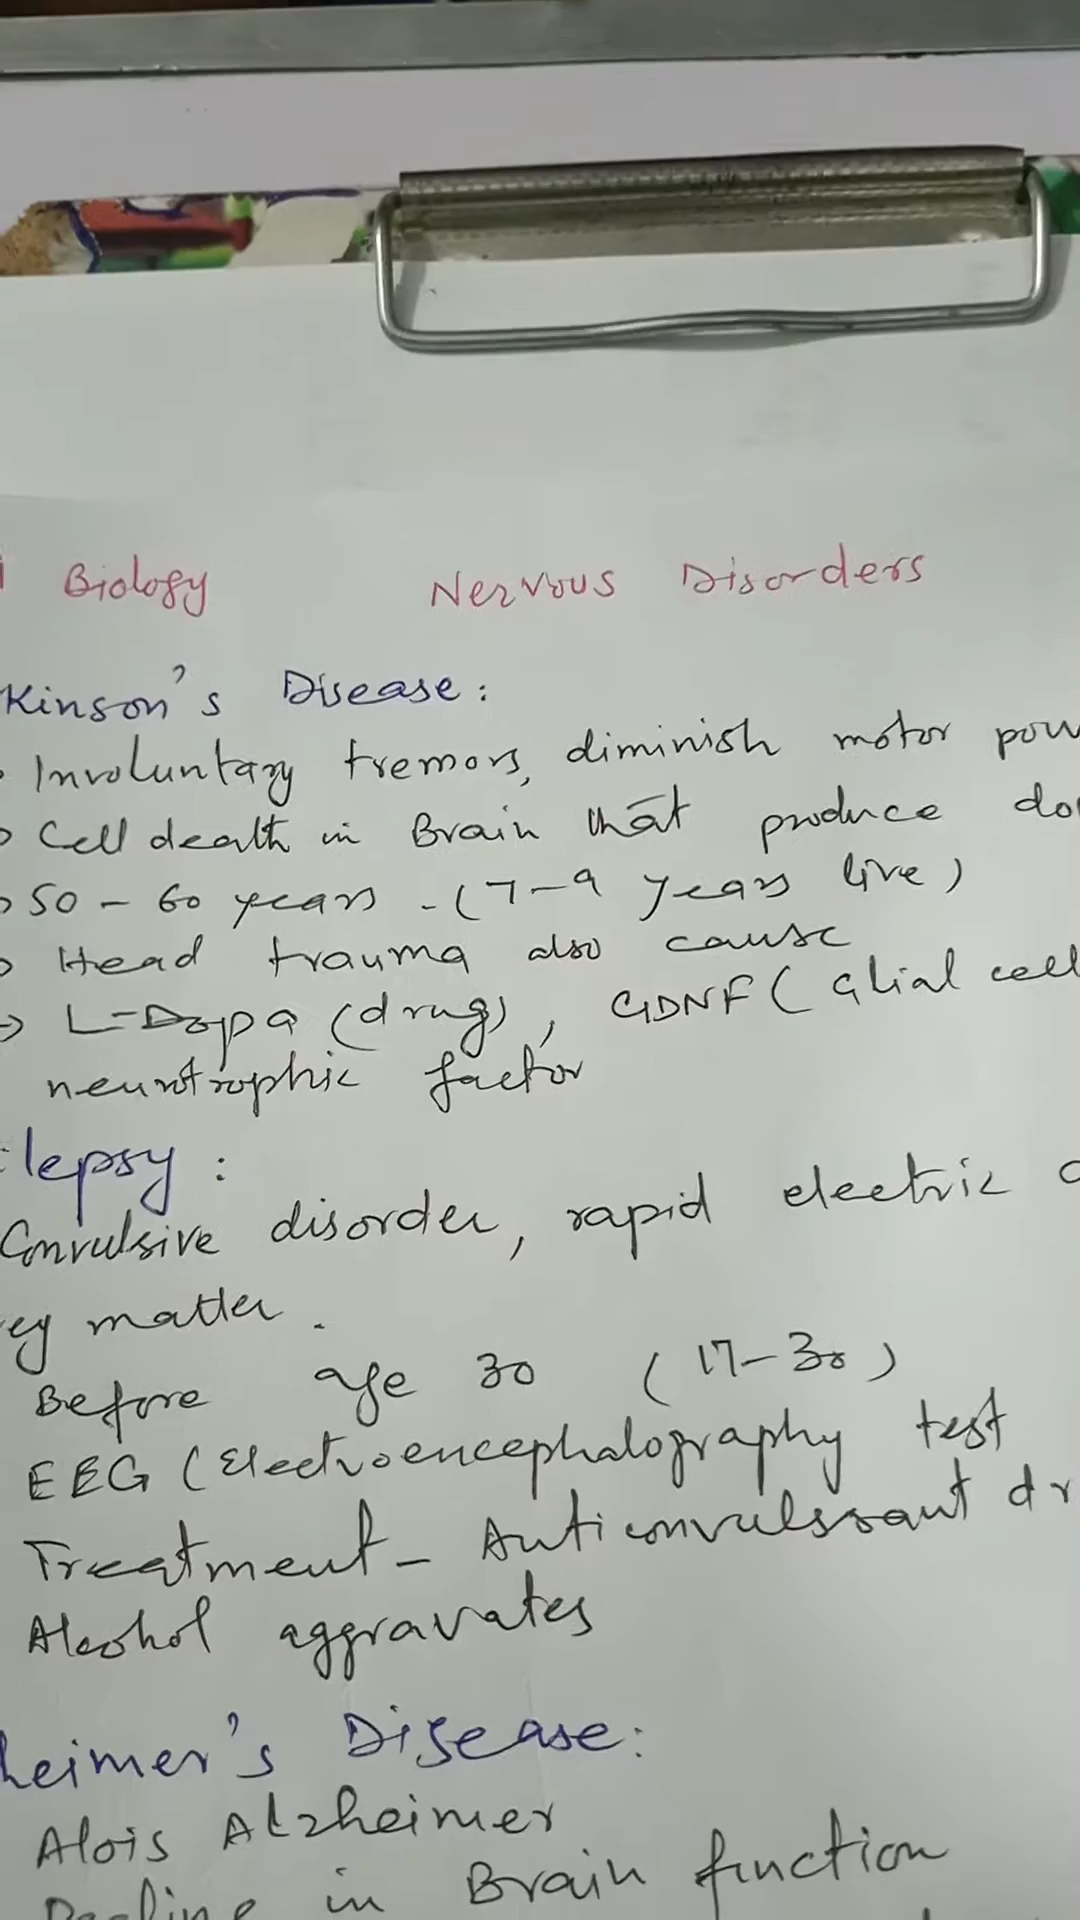 Biology Nervous Disorders
Kinson's Disease:
Involuntary tremors, diminish motor pow
Cell death in Brain that produce do
50 - 60 years - (7-9 years live)
Head trauma also cause
→ L-Dopa (drug), GDNF (Glial cell
neurotrophic factor
lepsy:
Convulsive disorder, rapid electric
ey matter.
Before age 30 (17-30)
EEG (Electroencephalography test
Treatment - Anticonvulssant dr
Alcohol aggravates
heimer's Disease:
Alois Alzheimer
Decline in Brain function